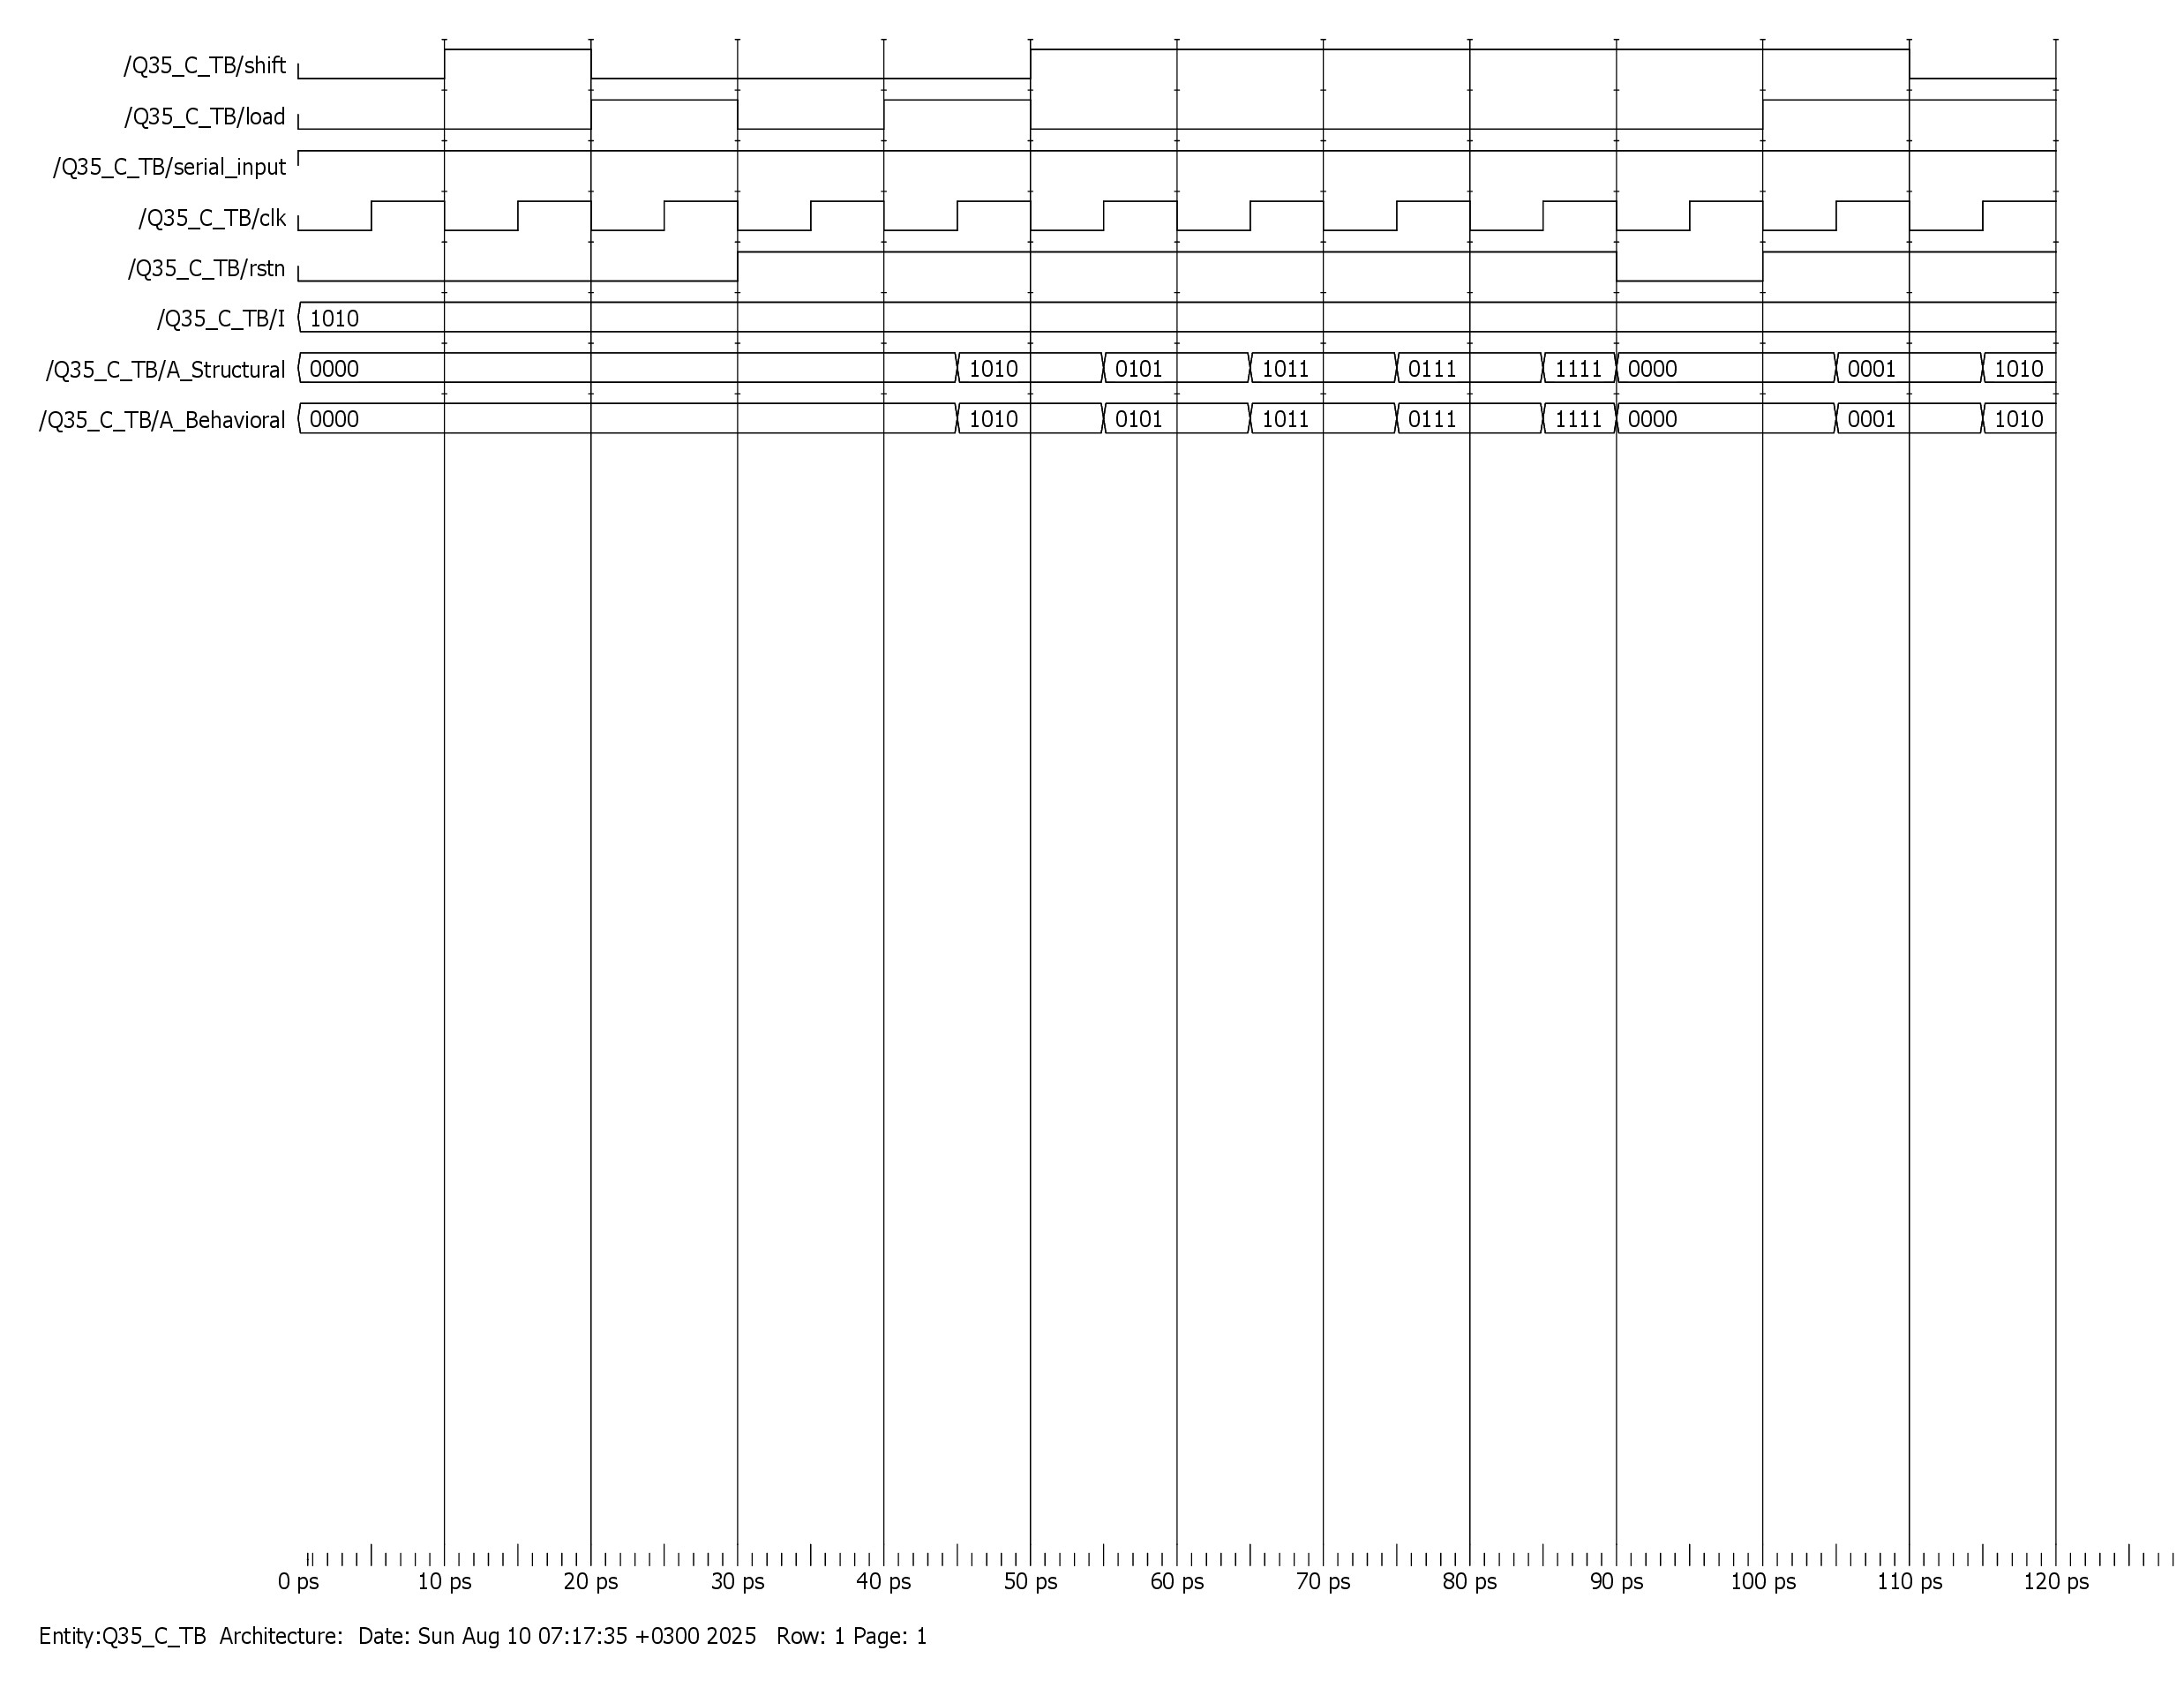 /Q35_C_TB/shift
/Q35_C_TB/load
/Q35_C_TB/serial_input
/Q35_C_TB/clk
/Q35_C_TB/rstn
/Q35_C_TB/I 1010
/Q35_C_TB/A_Structural 0000 1010 0101 1011 0111 1111 0000 0001 1010
/Q35_C_TB/A_Behavioral 0000 1010 0101 1011 0111 1111 0000 0001 1010
0 ps 10 ps 20 ps 30 ps 40 ps 50 ps 60 ps 70 ps 80 ps 90 ps 100 ps 110 ps 120 ps
Entity:Q35_C_TB Architecture: Date: Sun Aug 10 07:17:35 +0300 2025 Row: 1 Page: 1